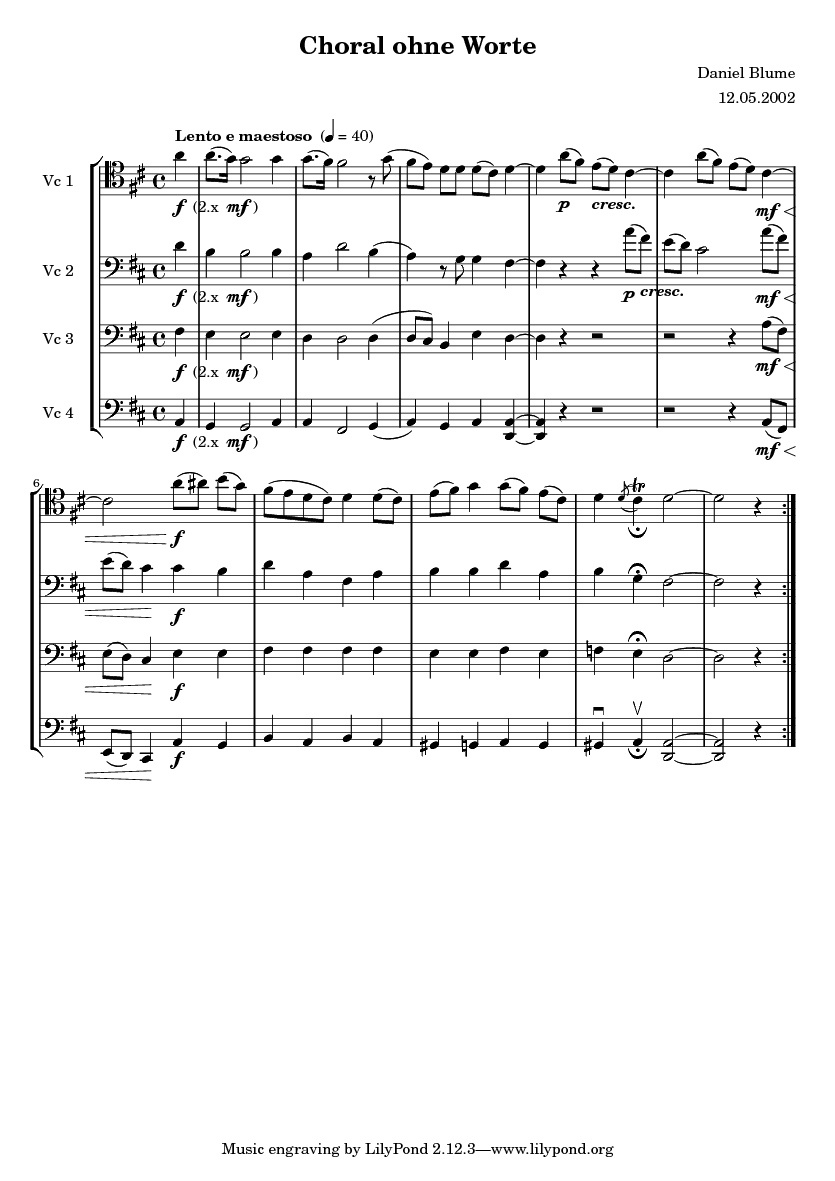 Choral ohne Worte
Daniel Blume
12.05.2002
Lento e maestoso (♩ = 40)
Vc 1
f (2.x mf)
p cresc.
mf
Vc 2
f (2.x mf)
p cresc.
mf
Vc 3
f (2.x mf)
mf
Vc 4
f (2.x mf)
mf
6
f
f
f
f
Music engraving by LilyPond 2.12.3—www.lilypond.org